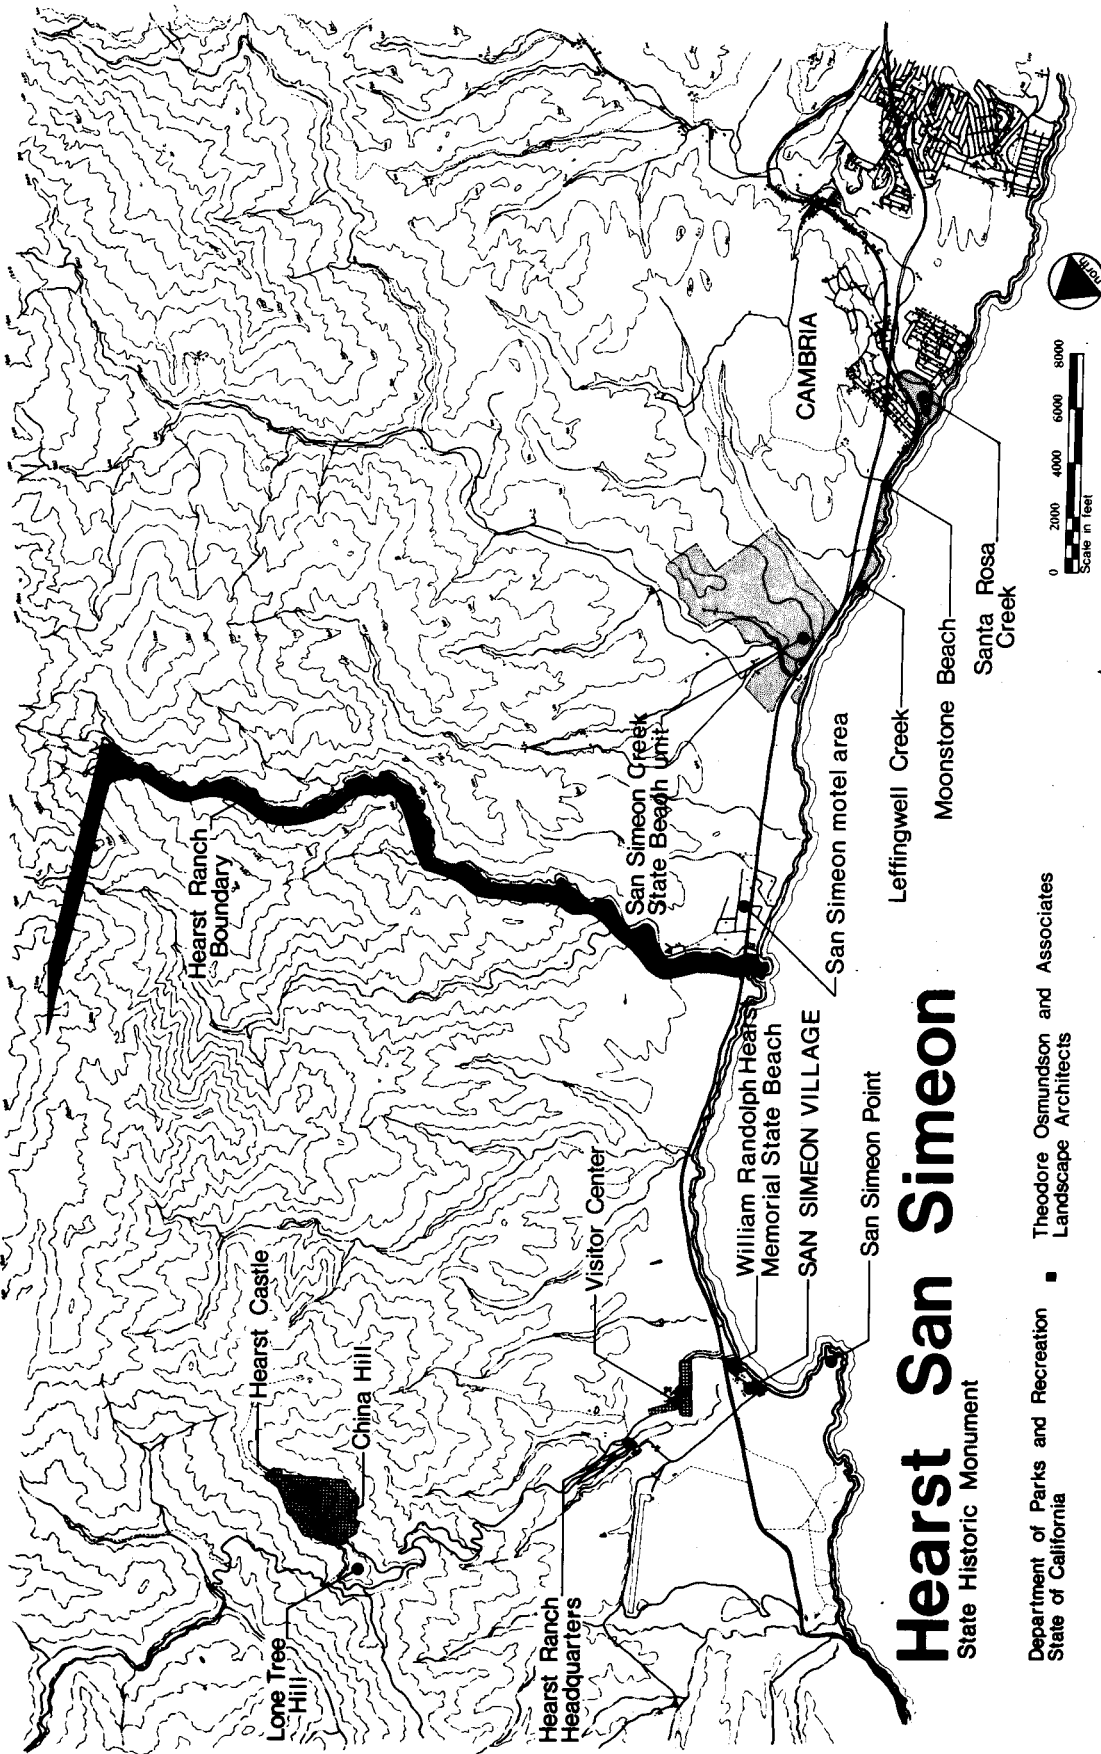 Lone Tree
Hill
Hearst Castle
China Hill
Hearst Ranch
Boundary
Hearst Ranch
Headquarters
Visitor Center
San Simeon Creek
State Beach Unit
William Randolph Hearst
Memorial State Beach
SAN SIMEON VILLAGE
San Simeon Point
San Simeon motel area
CAMBRIA
Leffingwell Creek
Moonstone Beach
Santa Rosa
Creek
Hearst San Simeon
State Historic Monument
Department of Parks and Recreation
State of California
Theodore Osmundson and Associates
Landscape Architects
0 2000 4000 6000 8000
Scale in feet
north